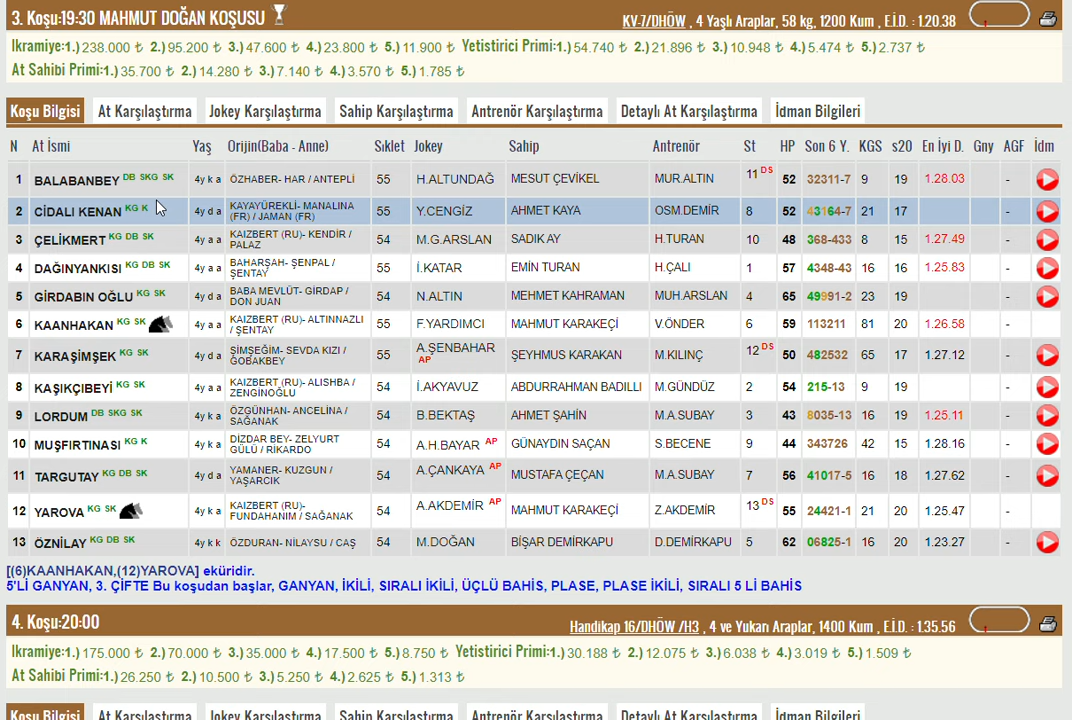 3. Koşu:19:30 MAHMUT DOĞAN KOŞUSU KV-7/DHÖW , 4 Yaşlı Araplar, 58 kg, 1200 Kum , E.İ.D. : 1.20.38
İkramiye:1.) 238.000 ₺ 2.) 95.200 ₺ 3.) 47.600 ₺ 4.) 23.800 ₺ 5.) 11.900 ₺ Yetistirici Primi:1.) 54.740 ₺ 2.) 21.896 ₺ 3.) 10.948 ₺ 4.) 5.474 ₺ 5.) 2.737 ₺
At Sahibi Primi:1.) 35.700 ₺ 2.) 14.280 ₺ 3.) 7.140 ₺ 4.) 3.570 ₺ 5.) 1.785 ₺
Koşu Bilgisi At Karşılaştırma Jokey Karşılaştırma Sahip Karşılaştırma Antrenör Karşılaştırma Detaylı At Karşılaştırma İdman Bilgileri
N At İsmi Yaş Orijin(Baba - Anne) Sıklet Jokey Sahip Antrenör St HP Son 6 Y. KGS s20 En İyi D. Gny AGF İdm
1 BALABANBEY DB SKG SK 4y k a ÖZHABER- HAR / ANTEPLİ 55 H.ALTUNDAĞ MESUT ÇEVİKEL MUR.ALTIN 11 DS 52 32311-7 9 19 1.28.03 -
2 CİDALI KENAN KG K 4y d a KAYAYÜREKLİ- MANALINA (FR) / JAMAN (FR) 55 Y.CENGİZ AHMET KAYA OSM.DEMİR 8 52 43164-7 21 17 -
3 ÇELİKMERT KG DB SK 4y a a KAIZBERT (RU)- KENDİR / PALAZ 55 M.G.ARSLAN SADIK AY H.TURAN 10 48 368-433 8 15 1.27.49 -
4 DAĞINYANKISI KG DB SK 4y a a BAHARŞAH- ŞENPAL / ŞENTAY 55 İ.KATAR EMİN TURAN H.ÇALI 1 57 4348-43 16 16 1.25.83 -
5 GİRDABIN OĞLU KG SK 4y d a BABA MEVLÜT- GİRDAP / DON JUAN 55 N.ALTIN MEHMET KAHRAMAN MUH.ARSLAN 4 65 49991-2 23 19 -
6 KAANHAKAN KG SK 4y a a KAIZBERT (RU)- ALTINNAZLI / ŞENTAY 55 F.YARDIMCI MAHMUT KARAKEÇİ V.ÖNDER 6 59 113211 81 20 1.26.58 -
7 KARAŞİMŞEK KG SK 4y d a ŞİMŞEĞİM- SEVDA KIZI / GOBAKBEY 55 A.ŞENBAHAR AP ŞEYHMUS KARAKAN M.KILINÇ 12 DS 50 482532 65 17 1.27.12 -
8 KAŞIKÇIBEYİ KG SK 4y a a KAIZBERT (RU)- ALISHBA / ZENGİNOĞLU 54 İ.AKYAVUZ ABDURRAHMAN BADILLI M.GÜNDÜZ 2 54 215-13 9 19 -
9 LORDUM DB SKG SK 4y k a ÖZGÜNHAN- ANCELİNA / SAĞANAK 54 B.BEKTAŞ AHMET ŞAHİN M.A.SUBAY 3 43 8035-13 16 19 1.25.11 -
10 MUŞFIRTINASI KG K 4y k a DİZDAR BEY- ZELYURT GÜLÜ / RİKARDO 54 A.H.BAYAR AP GÜNAYDIN SAÇAN S.BECENE 9 44 343726 42 15 1.28.16 -
11 TARGUTAY KG DB SK 4y d a YAMANER- KUZGUN / YAŞARCIK 54 A.ÇANKAYA AP MUSTAFA ÇEÇAN M.A.SUBAY 7 56 41017-5 16 18 1.27.62 -
12 YAROVA KG SK 4y k a KAIZBERT (RU)- FUNDAHANIM / SAĞANAK 54 A.AKDEMİR AP MAHMUT KARAKEÇİ Z.AKDEMİR 13 DS 55 24421-1 21 20 1.25.47 -
13 ÖZNİLAY KG DB SK 4y k k ÖZDURAN- NİLAYSU / CAŞ 54 M.DOĞAN BİŞAR DEMİRKAPU D.DEMİRKAPU 5 62 06825-1 16 20 1.23.27 -
[(6)KAANHAKAN,(12)YAROVA] eküridir.
5'Lİ GANYAN, 3. ÇİFTE Bu koşudan başlar, GANYAN, İKİLİ, SIRALI İKİLİ, ÜÇLÜ BAHİS, PLASE, PLASE İKİLİ, SIRALI 5 Lİ BAHİS
4. Koşu:20:00 Handikap 16/DHÖW /H3 , 4 ve Yukarı Araplar, 1400 Kum , E.İ.D. : 1.35.56
İkramiye:1.) 175.000 ₺ 2.) 70.000 ₺ 3.) 35.000 ₺ 4.) 17.500 ₺ 5.) 8.750 ₺ Yetistirici Primi:1.) 30.188 ₺ 2.) 12.075 ₺ 3.) 6.038 ₺ 4.) 3.019 ₺ 5.) 1.509 ₺
At Sahibi Primi:1.) 26.250 ₺ 2.) 10.500 ₺ 3.) 5.250 ₺ 4.) 2.625 ₺ 5.) 1.313 ₺
Koşu Bilgisi At Karşılaştırma Jokey Karşılaştırma Sahip Karşılaştırma Antrenör Karşılaştırma Detaylı At Karşılaştırma İdman Bilgileri